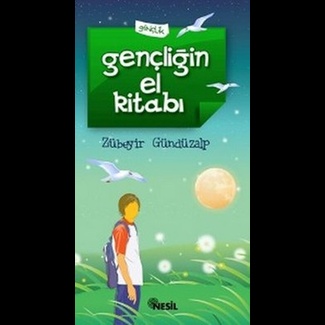 gençlik
gençliğin
el
kitabı
Zübeyir Gündüzalp
NESİL